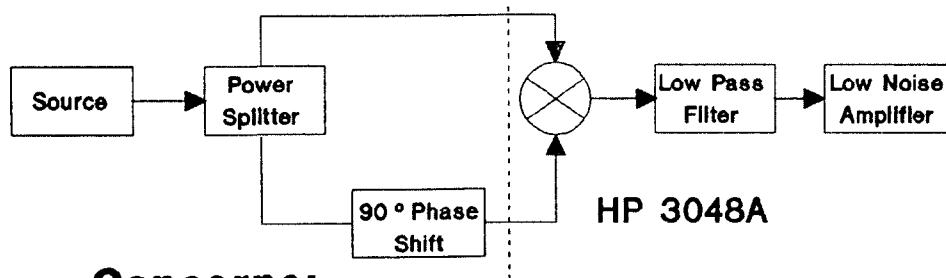 Source
Power
Splitter
90° Phase
Shift
Low Pass
Filter
Low Noise
Amplifier
HP 3048A